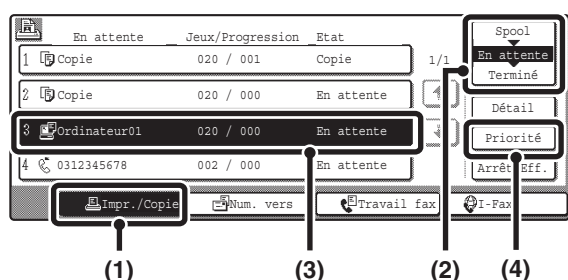 En attente Jeux/Progression Etat
1 Copie 020 / 001 Copie
2 Copie 020 / 000 En attente
3 Ordinateur01 020 / 000 En attente
4 0312345678 002 / 000 En attente
1/1
Spool
En attente
Terminé
Détail
Priorité
Arrêt/Eff.
Impr./Copie Num. vers Travail fax I-Fax
(1) (3) (2) (4)